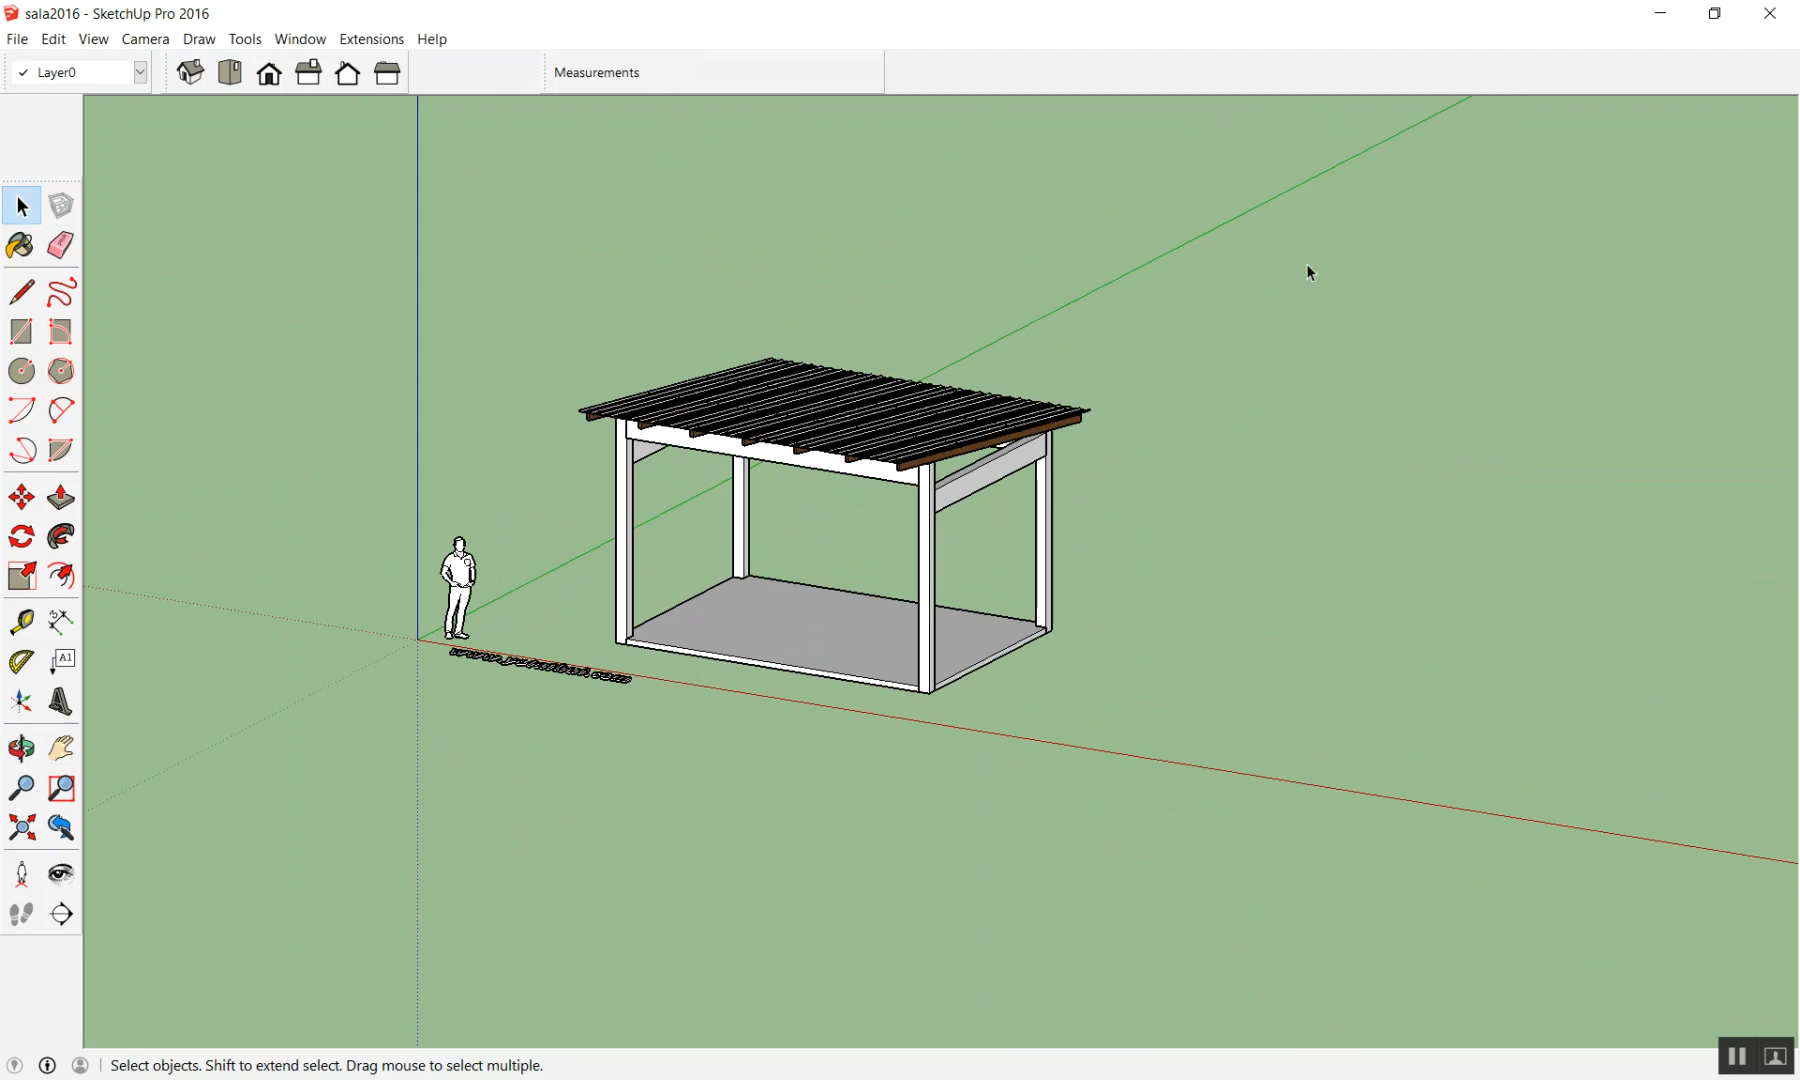 sala2016 - SketchUp Pro 2016
File Edit View Camera Draw Tools Window Extensions Help
Layer0
Measurements
A1
Select objects. Shift to extend select. Drag mouse to select multiple.